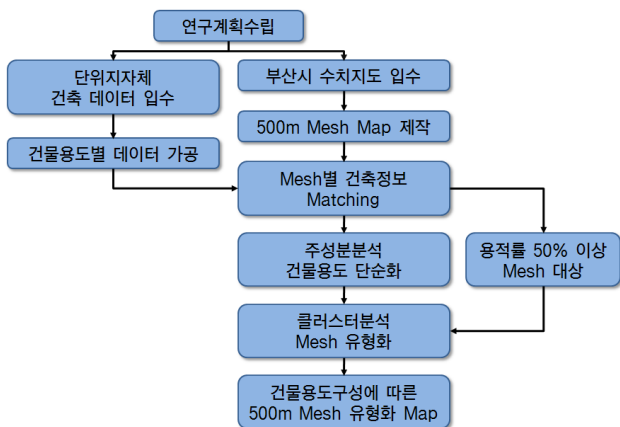 연구계획수립
단위지자체
건축 데이터 입수
부산시 수치지도 입수
500m Mesh Map 제작
건물용도별 데이터 가공
Mesh별 건축정보
Matching
주성분분석
건물용도 단순화
용적률 50% 이상
Mesh 대상
클러스터분석
Mesh 유형화
건물용도구성에 따른
500m Mesh 유형화 Map